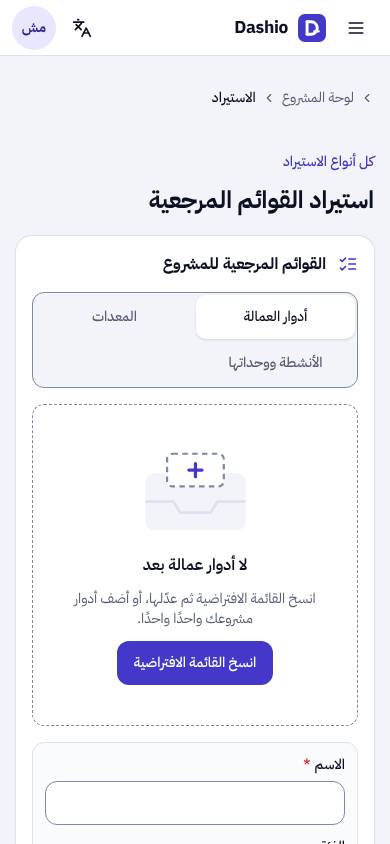 Dashio
مش
لوحة المشروع
الاستيراد
كل أنواع الاستيراد
استيراد القوائم المرجعية
القوائم المرجعية للمشروع
أدوار العمالة
المعدات
الأنشطة ووحداتها
لا أدوار عمالة بعد
انسخ القائمة الافتراضية ثم عدّلها، أو أضف أدوار
مشروعك واحدًا واحدًا.
انسخ القائمة الافتراضية
الاسم *